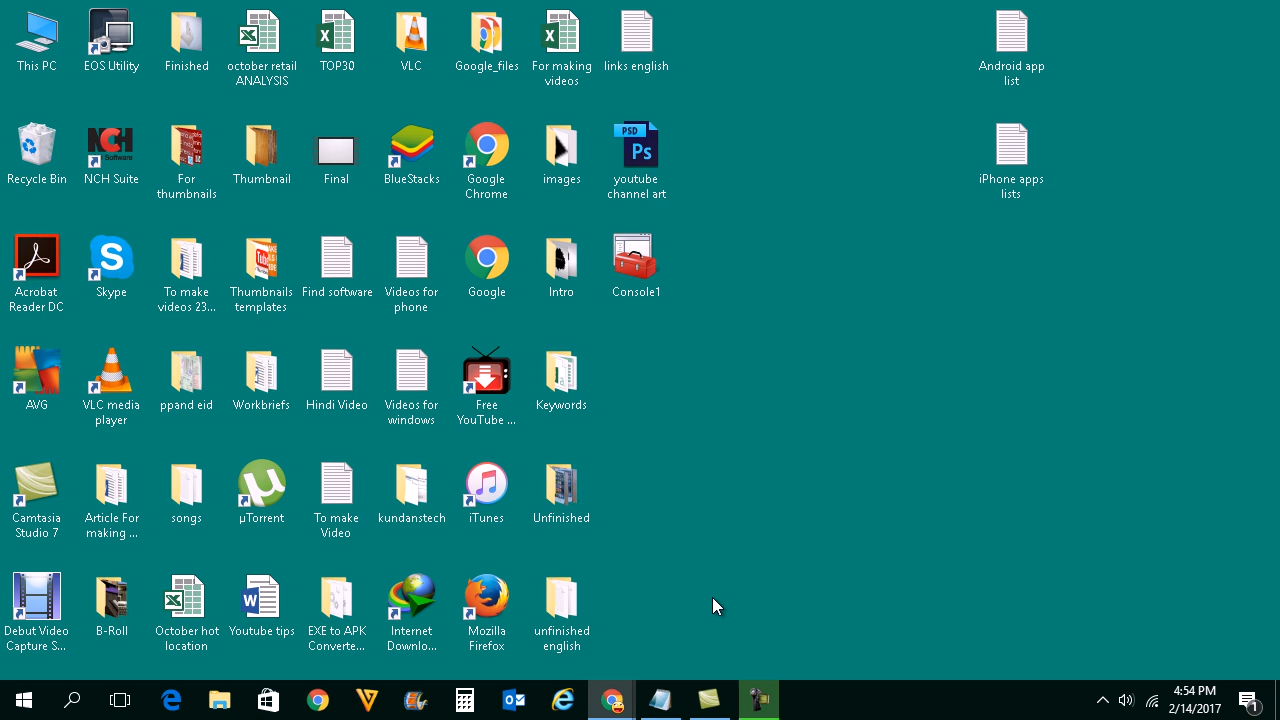 This PC
EOS Utility
Finished
october retail
ANALYSIS
TOP30
VLC
Google_files
For making
videos
links english
Android app
list
Recycle Bin
NCH
Software
NCH Suite
For
thumbnails
Thumbnail
Final
BlueStacks
Google
Chrome
images
PSD
Ps
youtube
channel art
iPhone apps
lists
Acrobat
Reader DC
Skype
To make
videos 23...
Thumbnails
templates
Find software
Videos for
phone
Google
Intro
Console1
AVG
VLC media
player
ppand eid
Workbriefs
Hindi Video
Videos for
windows
Free
YouTube ...
Keywords
Camtasia
Studio 7
Article For
making ...
songs
µTorrent
To make
Video
kundanstech
iTunes
Unfinished
Debut Video
Capture S...
B-Roll
October hot
location
Youtube tips
EXE to APK
Converte...
Internet
Downlo...
Mozilla
Firefox
unfinished
english
4:54 PM
2/14/2017
1